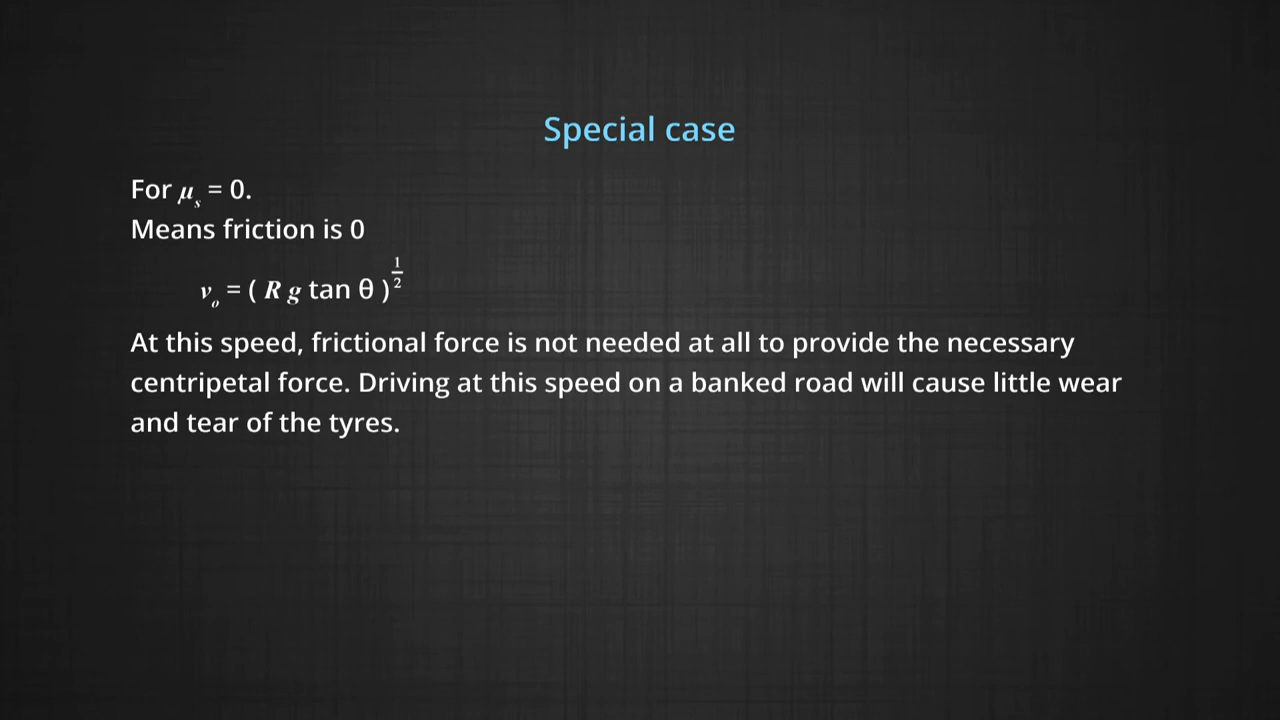 Special case
For μₛ = 0.
Means friction is 0
vₒ = ( R g tan θ )^(1/2)
At this speed, frictional force is not needed at all to provide the necessary
centripetal force. Driving at this speed on a banked road will cause little wear
and tear of the tyres.